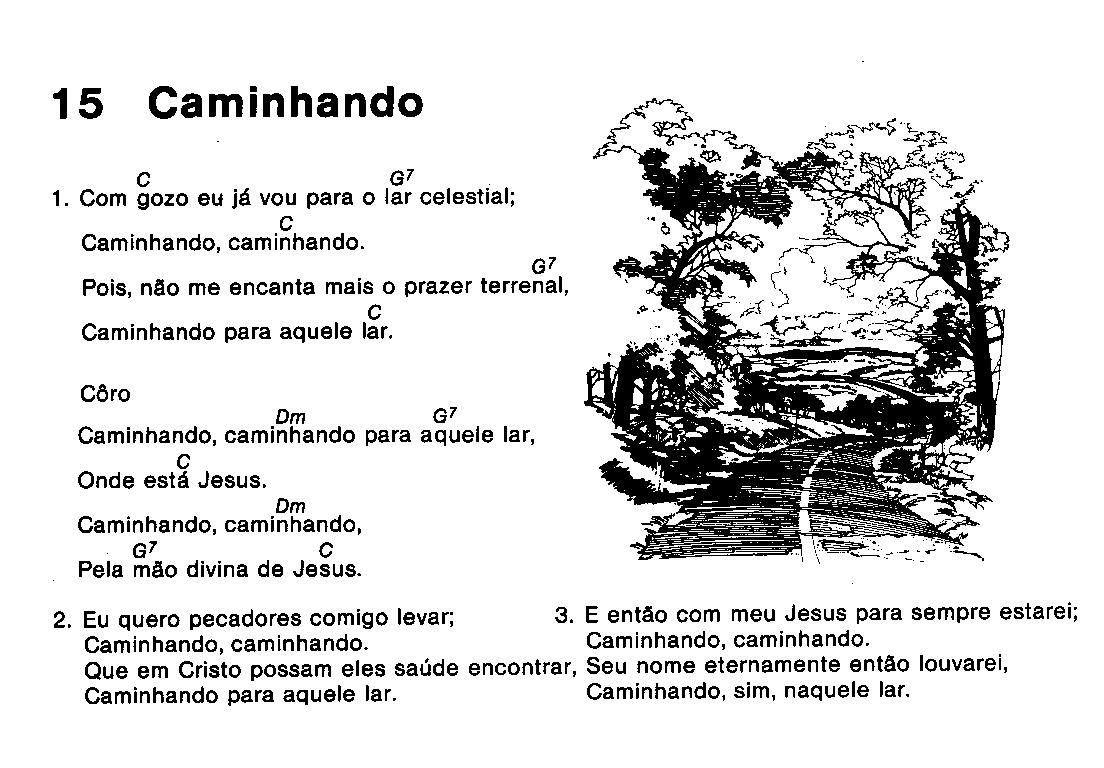 15 Caminhando
C G7
1. Com gozo eu já vou para o lar celestial;
C
Caminhando, caminhando.
G7
Pois, não me encanta mais o prazer terrenal,
C
Caminhando para aquele lar.
Côro
Dm G7
Caminhando, caminhando para aquele lar,
C
Onde está Jesus.
Dm
Caminhando, caminhando,
G7 C
Pela mão divina de Jesus.
2. Eu quero pecadores comigo levar;
Caminhando, caminhando.
Que em Cristo possam eles saúde encontrar,
Caminhando para aquele lar.
3. E então com meu Jesus para sempre estarei;
Caminhando, caminhando.
Seu nome eternamente então louvarei,
Caminhando, sim, naquele lar.